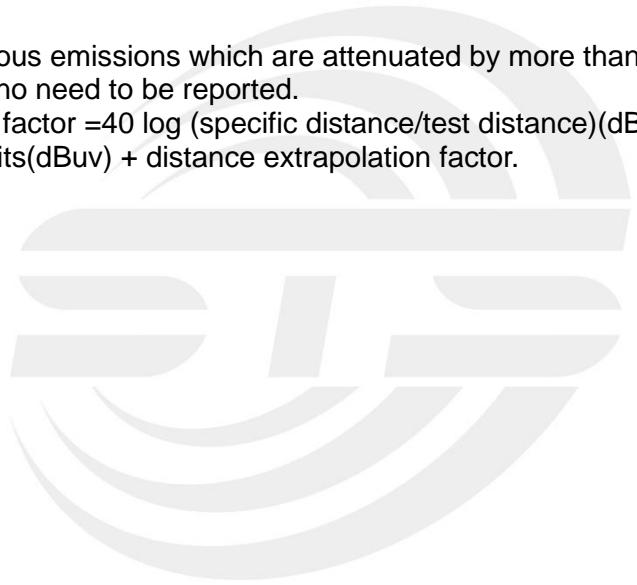 ous emissions which are attenuated by more than
no need to be reported.
factor =40 log (specific distance/test distance)(dB
its(dBuv) + distance extrapolation factor.
STS